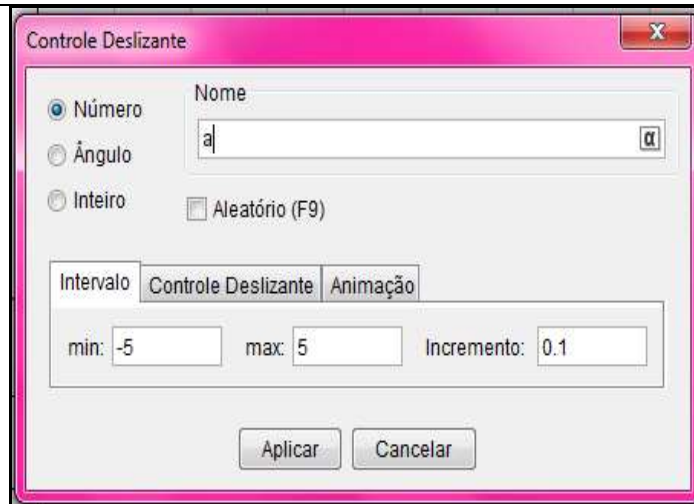 Controle Deslizante
X
Número
Ângulo
Inteiro
Nome
a
α
Aleatório (F9)
Intervalo Controle Deslizante Animação
min: -5 max: 5 Incremento: 0.1
Aplicar Cancelar